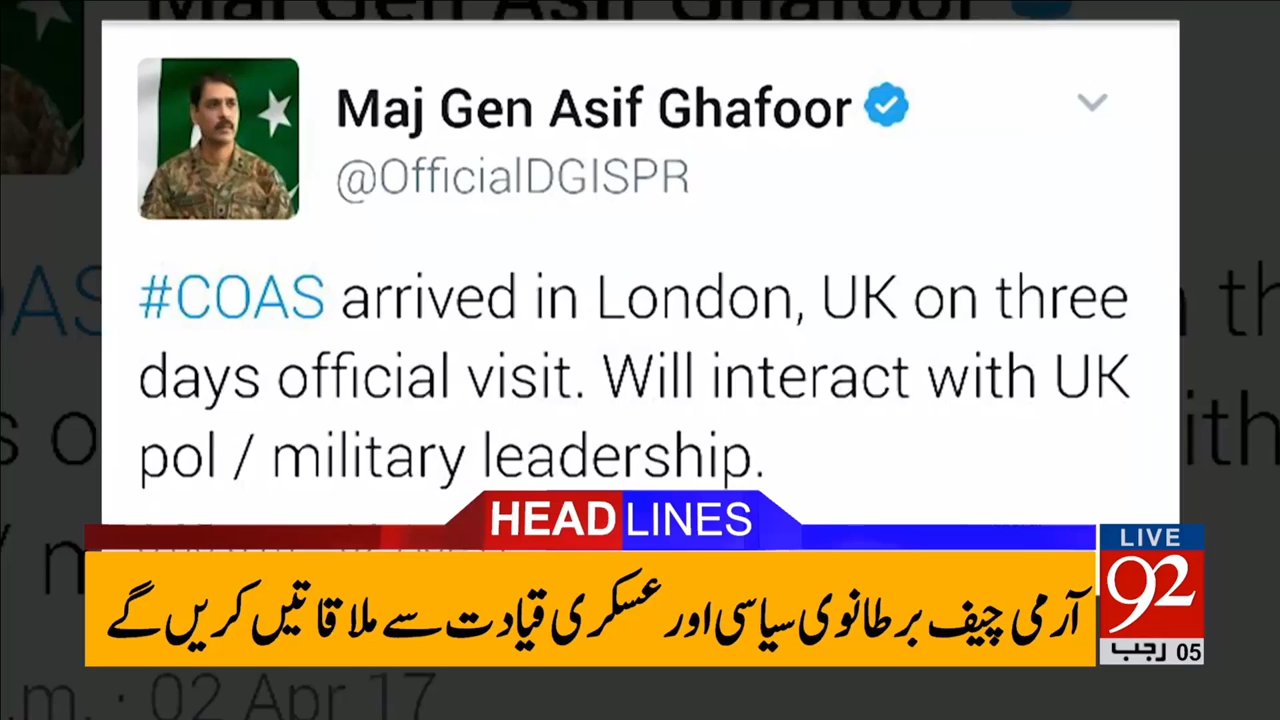 Maj Gen Asif Ghafoor
@OfficialDGISPR
#COAS arrived in London, UK on three
days official visit. Will interact with UK
pol / military leadership.
HEADLINES
LIVE
92
آرمی چیف برطانوی سیاسی اور عسکری قیادت سے ملاقاتیں کریں گے
05 رجب
.m. · 02 Apr 17